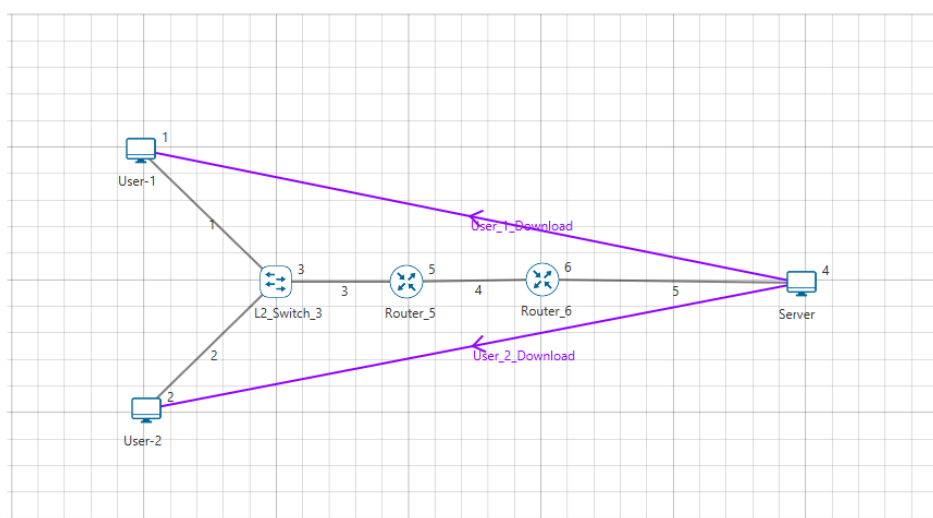 1
User-1
1
User_1_Download
3
5
6
4
L2_Switch_3
3
Router_5
4
Router_6
5
Server
2
User_2_Download
2
User-2